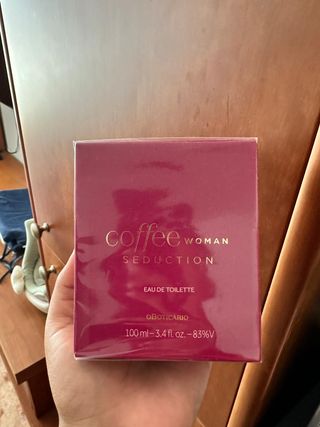 coffee WOMAN
SEDUCTION
EAU DE TOILETTE
OBOTICÁRIO
100 ml – 3.4 fl. oz. – 83%V